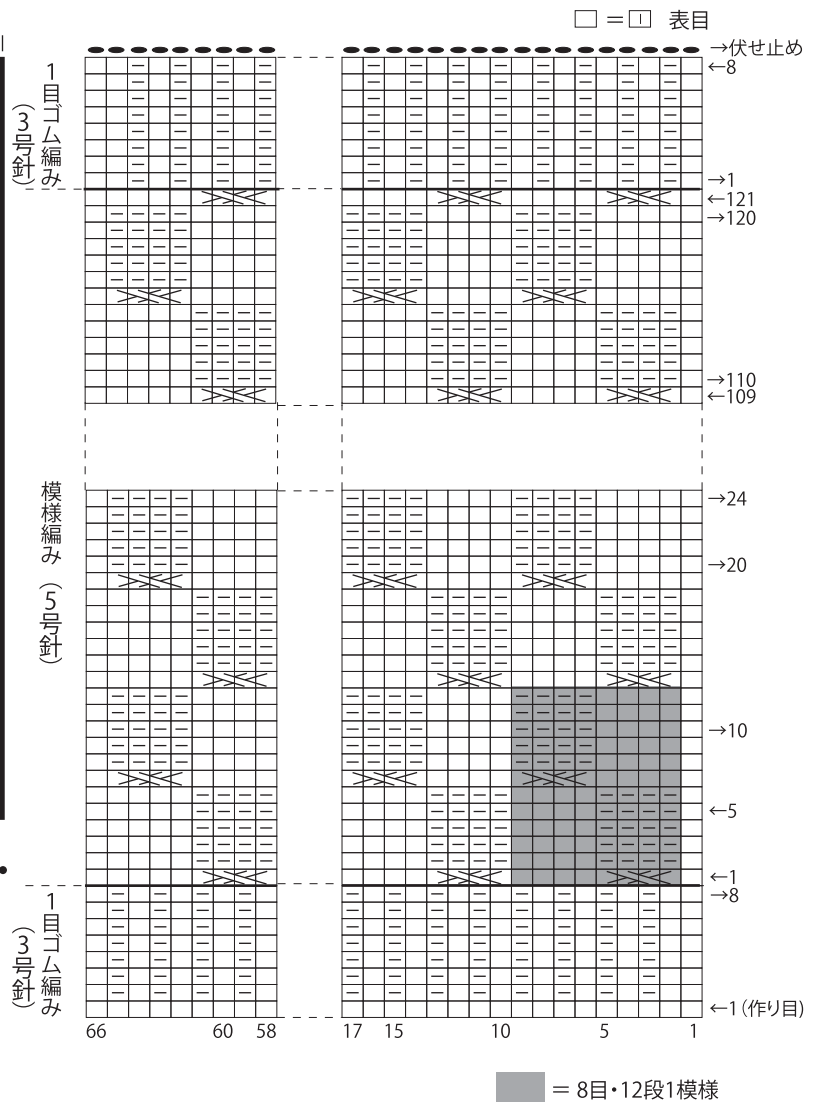 □=□ 表目
→伏せ止め
←8
1目ゴム編み
(3号針)
→1
←121
→120
→110
←109
模様編み(5号針)
→24
→20
→10
←5
←1
→8
1目ゴム編み
(3号針)
←1(作り目)
66 60 58 17 15 10 5 1
= 8目・12段1模様